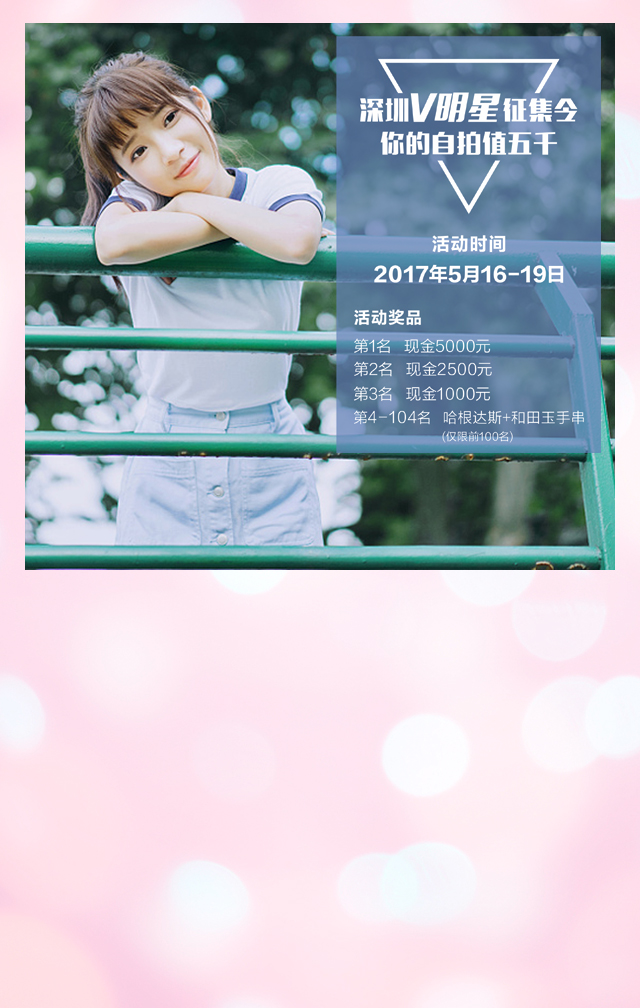 深圳V明星征集令
你的自拍值五千
活动时间
2017年5月16-19日
活动奖品
第1名 现金5000元
第2名 现金2500元
第3名 现金1000元
第4-104名 哈根达斯+和田玉手串
(仅限前100名)